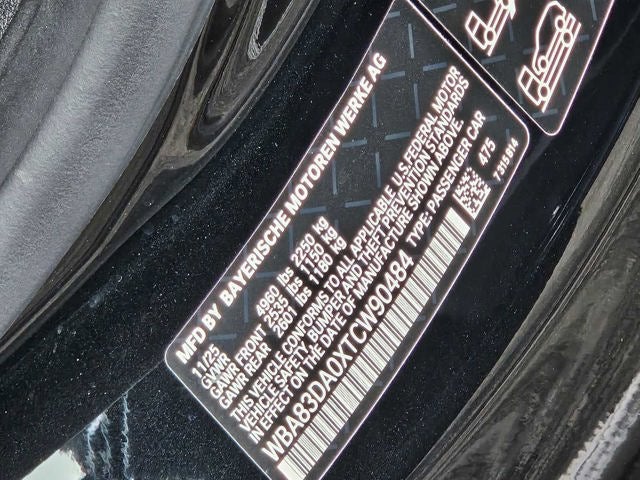 MFD BY BAYERISCHE MOTOREN WERKE AG
11/25
GVWR 4960 lbs 2250 kg
GAWR FRONT 2535 lbs 1150 kg
GAWR REAR 2601 lbs 1180 kg
THIS VEHICLE CONFORMS TO ALL APPLICABLE U.S. FEDERAL MOTOR
VEHICLE SAFETY, BUMPER AND THEFT PREVENTION STANDARDS
IN EFFECT ON THE DATE OF MANUFACTURE SHOWN ABOVE
WBA83DA0XTCW90484 TYPE: PASSENGER CAR
475
7315814